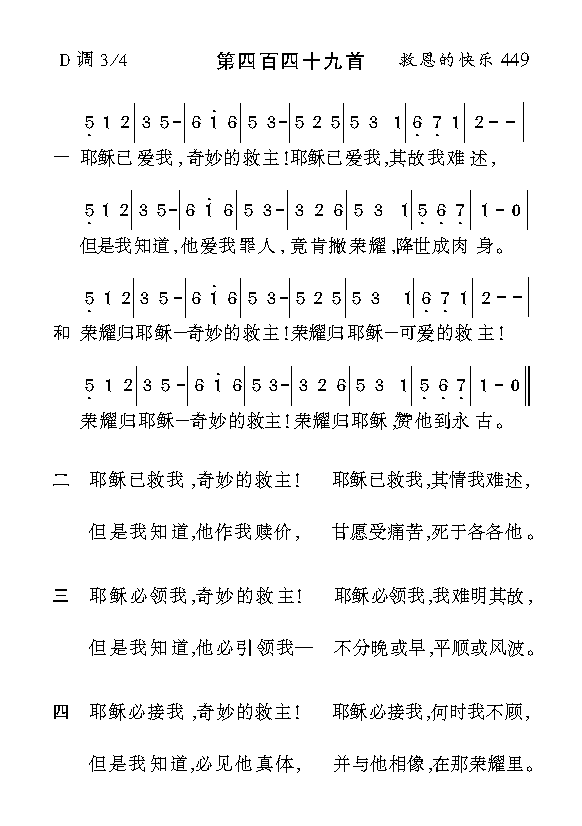 D 调 3/4 第四百四十九首 救恩的快乐 449
5̣ 1 2|3 5-|6 i̇ 6|5 3-|5 2 5|5 3 1|6̣ 7̣ 1|2--|
一 耶稣已爱我,奇妙的救主!耶稣已爱我,其故我难述,
5̣ 1 2|3 5-|6 i̇ 6|5 3-|3 2 6|5 3 1|5̣ 6̣ 7̣|1-0|
但是我知道,他爱我罪人,竟肯撇荣耀,降世成肉身。
5̣ 1 2|3 5-|6 i̇ 6|5 3-|5 2 5|5 3 1|6̣ 7̣ 1|2--|
和 荣耀归耶稣—奇妙的救主!荣耀归耶稣—可爱的救主!
5̣ 1 2|3 5-|6 i̇ 6|5 3-|3 2 6|5 3 1|5̣ 6̣ 7̣|1-0‖
荣耀归耶稣—奇妙的救主!荣耀归耶稣,赞他到永古。
二 耶稣已救我,奇妙的救主! 耶稣已救我,其情我难述,
但是我知道,他作我赎价, 甘愿受痛苦,死于各各他。
三 耶稣必领我,奇妙的救主! 耶稣必领我,我难明其故,
但是我知道,他必引领我— 不分晚或早,平顺或风波。
四 耶稣必接我,奇妙的救主! 耶稣必接我,何时我不顾,
但是我知道,必见他真体, 并与他相像,在那荣耀里。